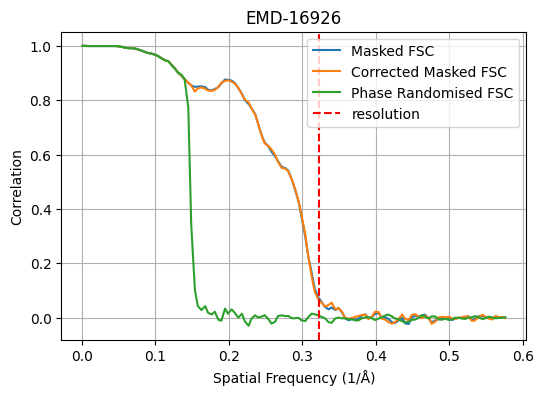 EMD-16926
Masked FSC
Corrected Masked FSC
Phase Randomised FSC
resolution
Correlation
1.0
0.8
0.6
0.4
0.2
0.0
0.0 0.1 0.2 0.3 0.4 0.5 0.6
Spatial Frequency (1/Å)